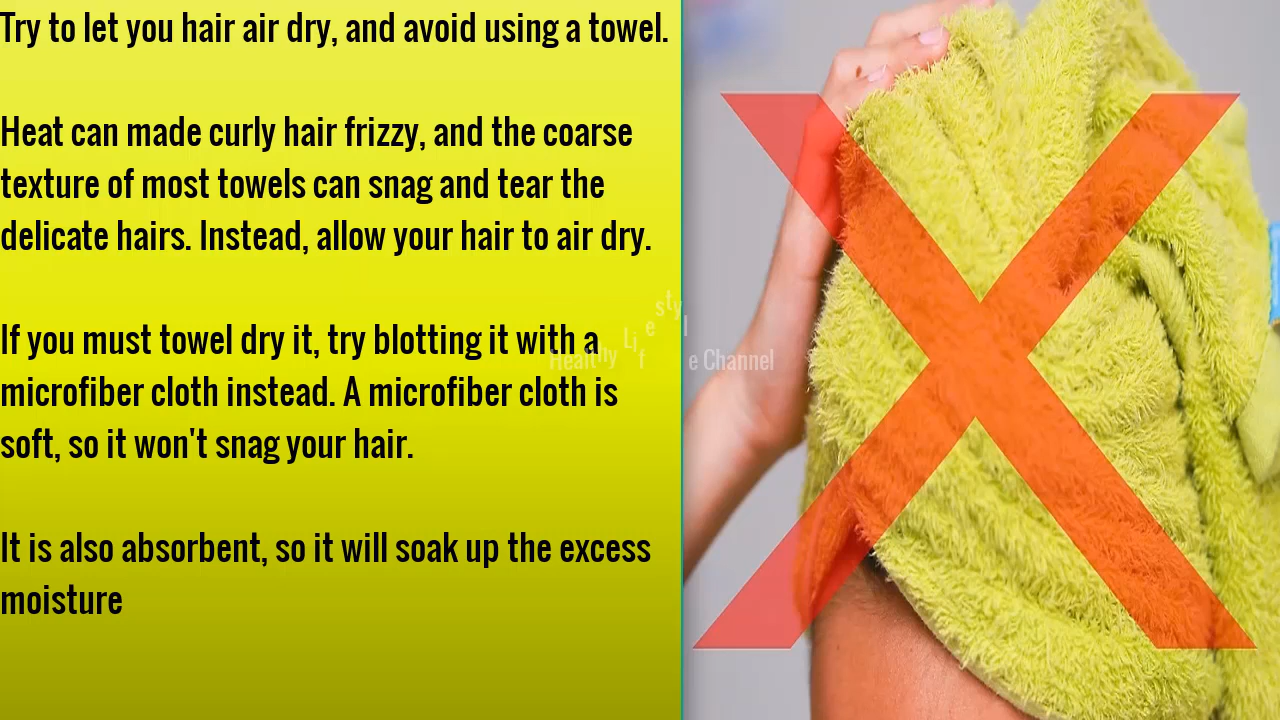 Try to let you hair air dry, and avoid using a towel.
Heat can made curly hair frizzy, and the coarse
texture of most towels can snag and tear the
delicate hairs. Instead, allow your hair to air dry.
If you must towel dry it, try blotting it with a
microfiber cloth instead. A microfiber cloth is
soft, so it won't snag your hair.
It is also absorbent, so it will soak up the excess
moisture
Healthy Lifestyle Channel